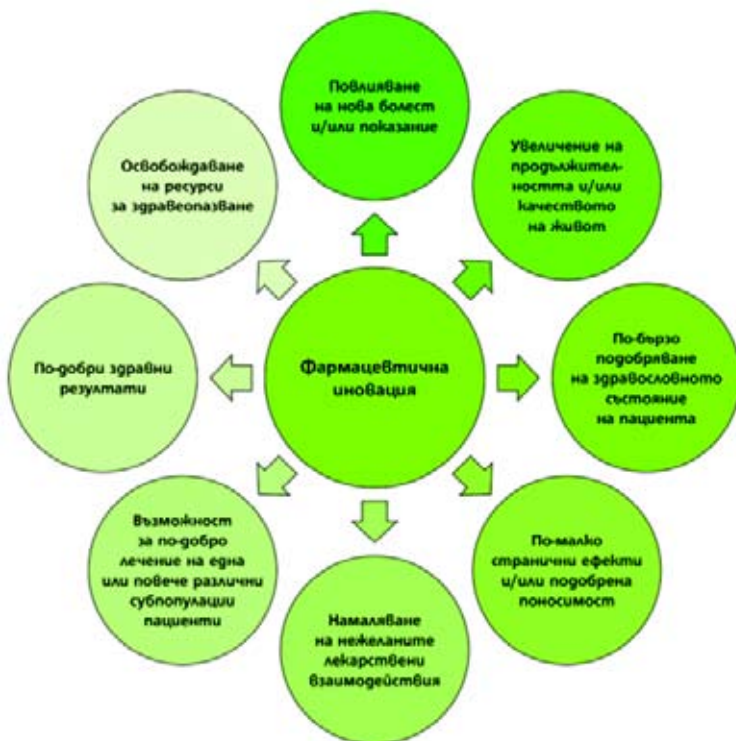 Повлияване
на нова болест
и/или показание
Увеличение на
продължител-
ността и/или
качеството
на живот
По-бързо
подобряване
на здравословното
състояние
на пациента
По-малко
странични ефекти
и/или подобрена
поносимост
Намаляване
на нежеланите
лекарствени
взаимодействия
Възможност
за по-добро
лечение на една
или повече различни
субпопулации
пациенти
По-добри здравни
резултати
Освобождаване
на ресурси
за здравеопазване
Фармацевтична
иновация